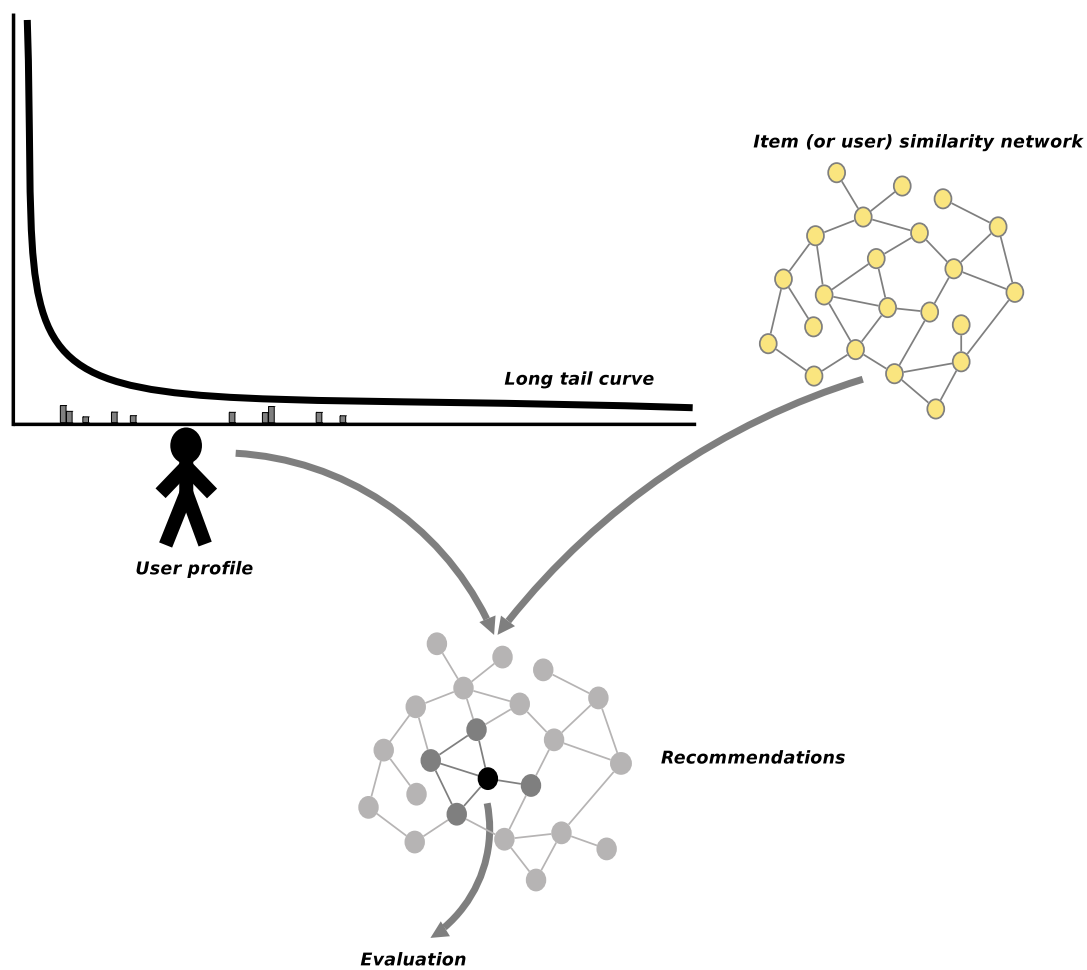 Item (or user) similarity network
Long tail curve
User profile
Recommendations
Evaluation